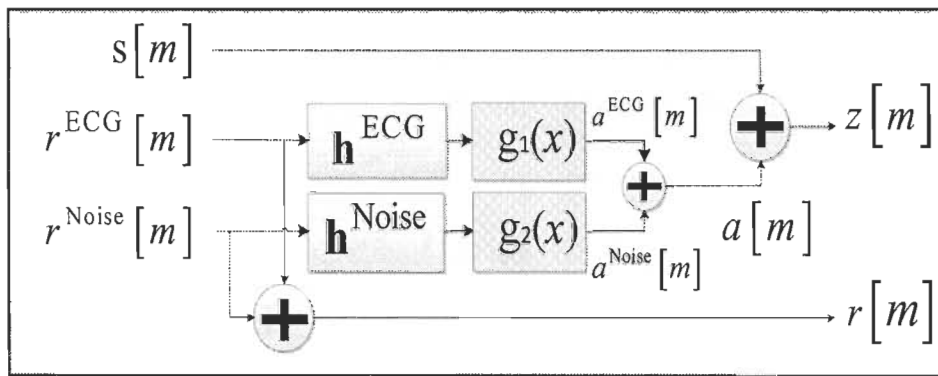 s[m]
r^ECG[m] h^ECG g1(x) a^ECG[m] + z[m]
+
r^Noise[m] h^Noise g2(x) a^Noise[m] a[m]
+ r[m]